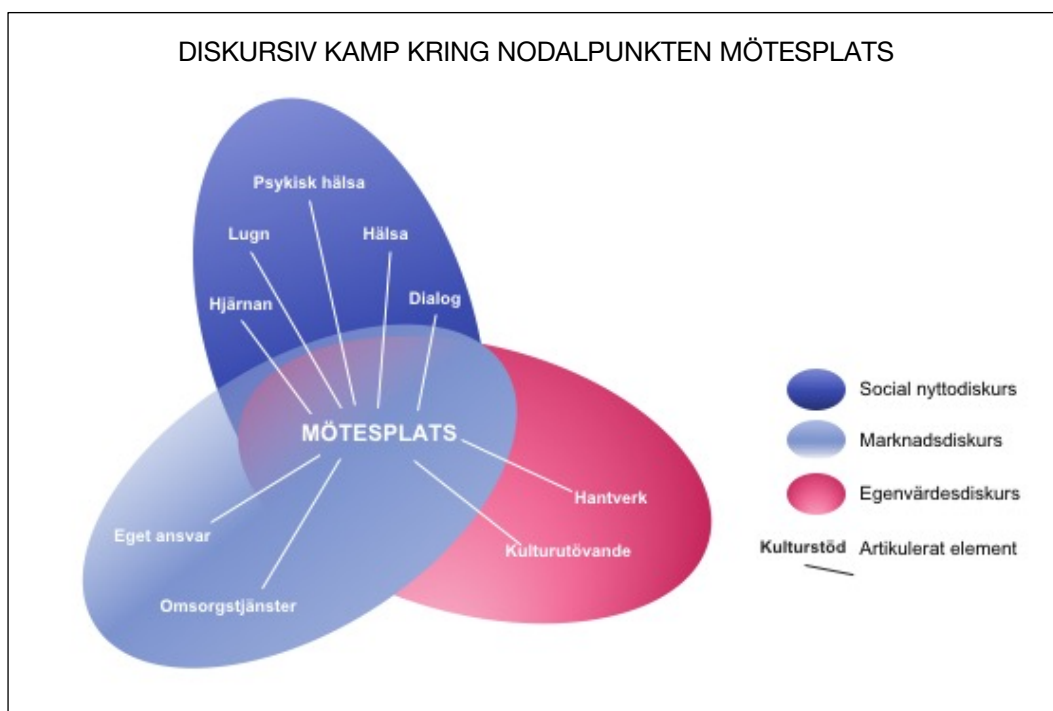 DISKURSIV KAMP KRING NODALPUNKTEN MÖTESPLATS
Psykisk hälsa
Lugn
Hälsa
Hjärnan
Dialog
MÖTESPLATS
Hantverk
Eget ansvar
Kulturutövande
Omsorgstjänster
Social nyttodiskurs
Marknadsdiskurs
Egenvärdesdiskurs
Kulturstöd Artikulerat element